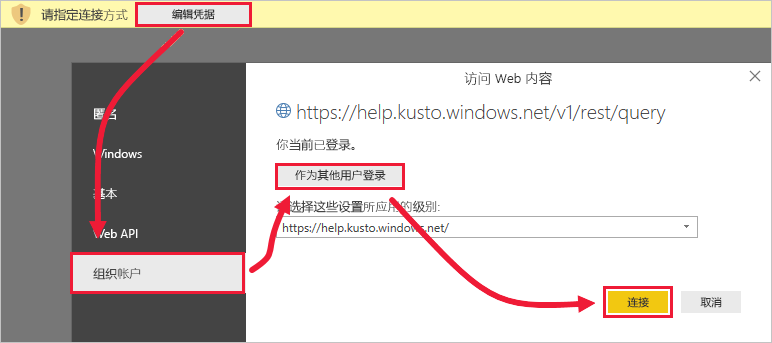 请指定连接方式
编辑凭据
访问 Web 内容
匿名
Windows
基本
Web API
组织帐户
https://help.kusto.windows.net/v1/rest/query
你当前已登录。
作为其他用户登录
选择这些设置所应用的级别:
https://help.kusto.windows.net/
连接
取消